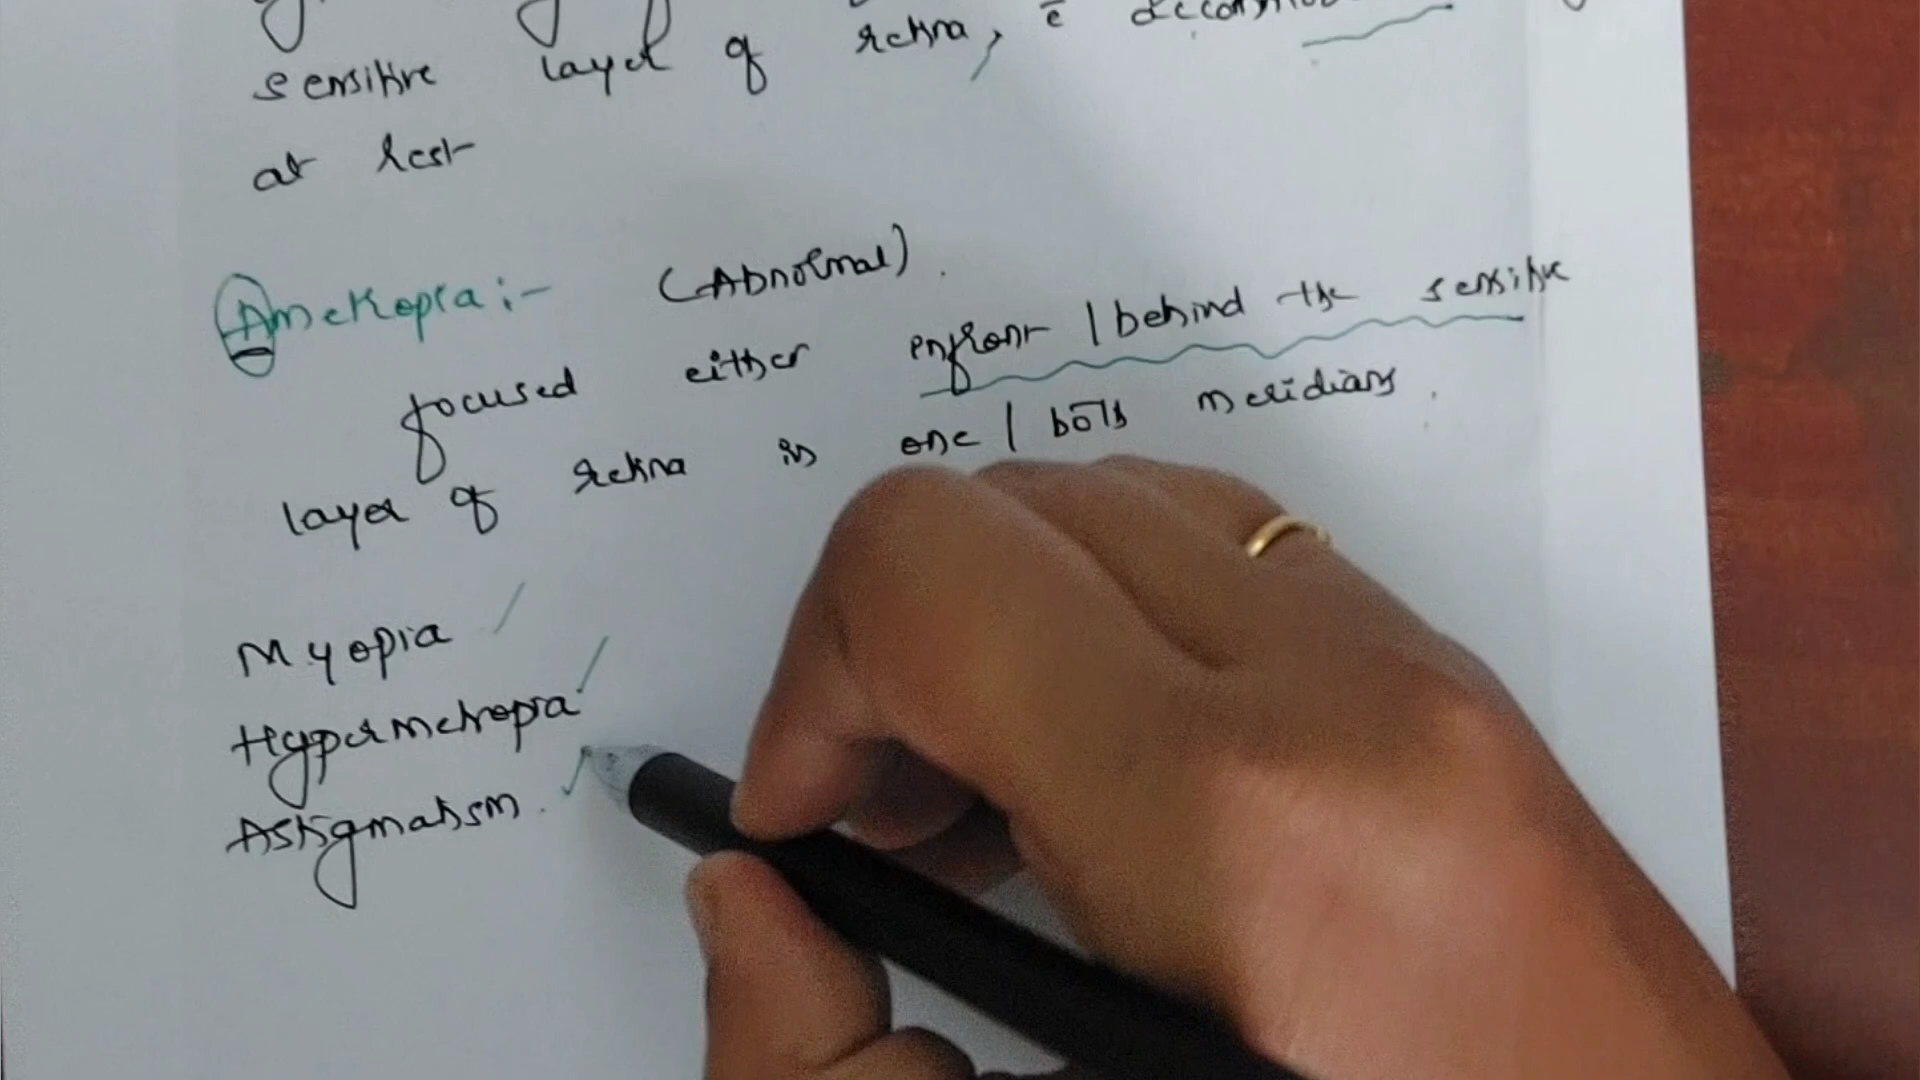 sensitive layer of retina, c̄
at rest
Ametropia :- (Abnormal).
focused either infront / behind the sensitive
layer of retina in one / both meridians.
Myopia
Hypermetropia
Astigmatism.